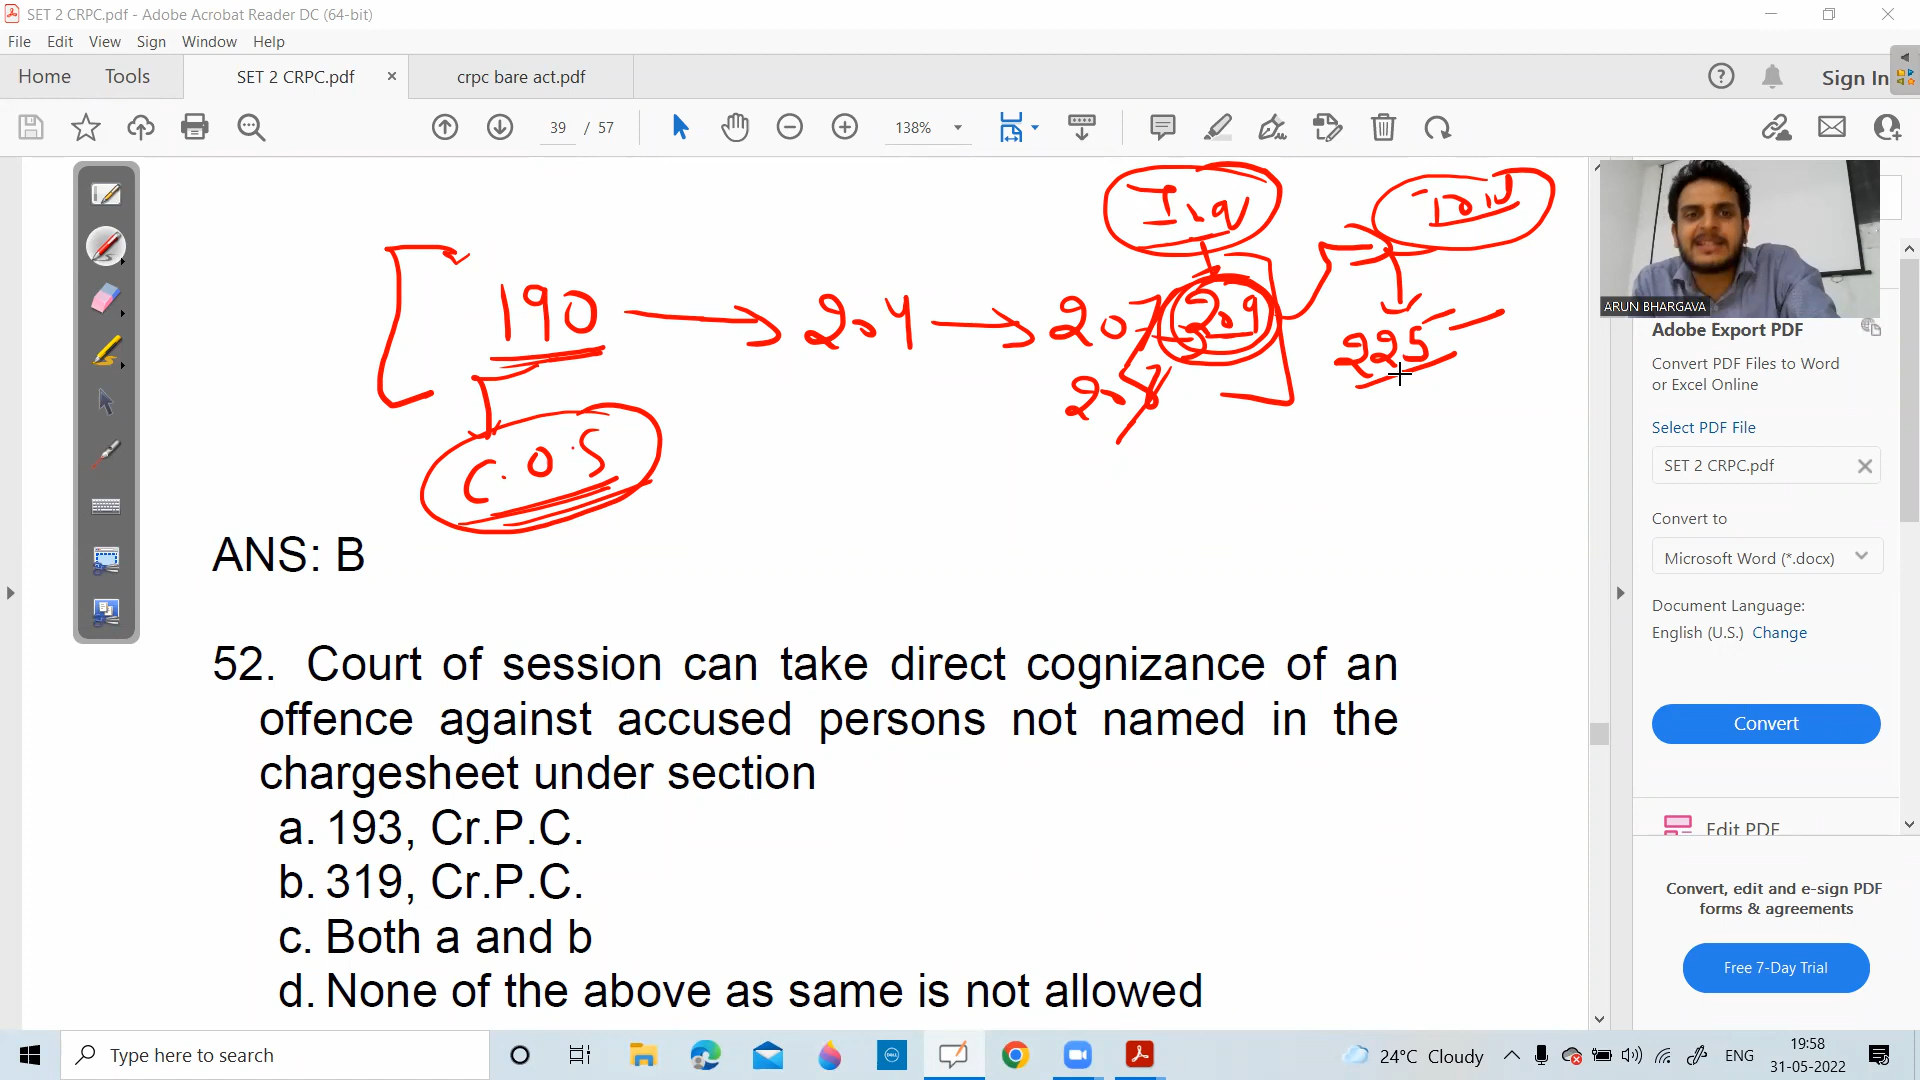 SET 2 CRPC.pdf - Adobe Acrobat Reader DC (64-bit)
File Edit View Sign Window Help
Home Tools SET 2 CRPC.pdf crpc bare act.pdf Sign In
39 / 57 138%
Inq
190 204 207 209 225
208
C.O.S
ARUN BHARGAVA
ANS: B
52. Court of session can take direct cognizance of an
offence against accused persons not named in the
chargesheet under section
a. 193, Cr.P.C.
b. 319, Cr.P.C.
c. Both a and b
d. None of the above as same is not allowed
Adobe Export PDF
Convert PDF Files to Word
or Excel Online
Select PDF File
SET 2 CRPC.pdf
Convert to
Microsoft Word (*.docx)
Document Language:
English (U.S.) Change
Convert
Edit PDF
Convert, edit and e-sign PDF
forms & agreements
Free 7-Day Trial
Type here to search
24°C Cloudy ENG 19:58
31-05-2022